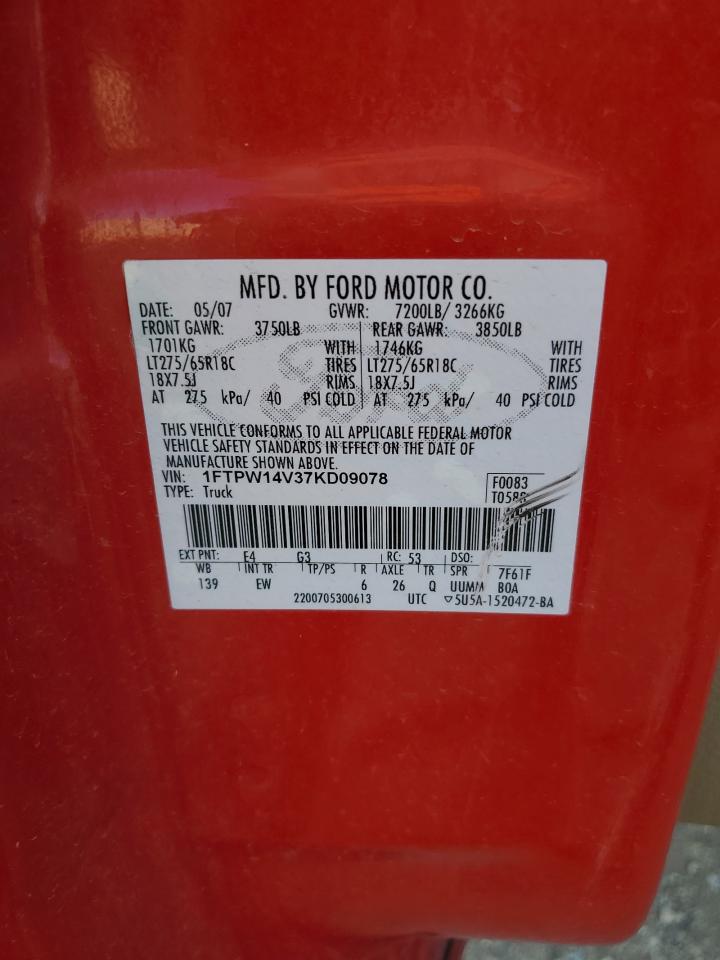 MFD. BY FORD MOTOR CO.
DATE: 05/07 GVWR: 7200LB/ 3266KG
FRONT GAWR: 3750LB REAR GAWR: 3850LB
1701KG WITH 1746KG WITH
LT275/65R18C TIRES LT275/65R18C TIRES
18X7.5J RIMS 18X7.5J RIMS
AT 275 kPa/ 40 PSI COLD AT 275 kPa/ 40 PSI COLD
Ford
THIS VEHICLE CONFORMS TO ALL APPLICABLE FEDERAL MOTOR
VEHICLE SAFETY STANDARDS IN EFFECT ON THE DATE OF
MANUFACTURE SHOWN ABOVE.
VIN: 1FTPW14V37KD09078 F0083
TYPE: Truck T0588
EXT PNT: E4 G3 RC: 53 DSO:
WB INT TR TP/PS R AXLE TR SPR 7F61F
139 EW 6 26 Q UUMM BOA
2200705300613 UTC ▽5U5A-1520472-BA